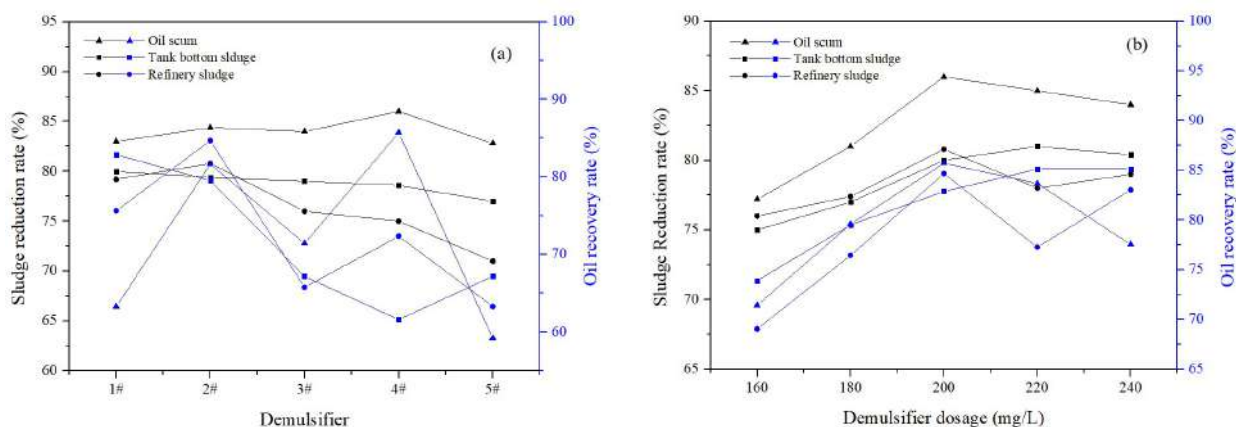 95
90
85
80
75
70
65
60
Sludge reduction rate (%)
Oil scum
Tank bottom slduge
Refinery sludge
(a)
100
90
80
70
60
Oil recovery rate (%)
1# 2# 3# 4# 5#
Demulsifier
90
85
80
75
70
65
Sludge Reduction rate (%)
Oil scum
Tank bottom sludge
Refinery sludge
(b)
100
95
90
85
80
75
70
65
Oil recovery rate (%)
160 180 200 220 240
Demulsifier dosage (mg/L)